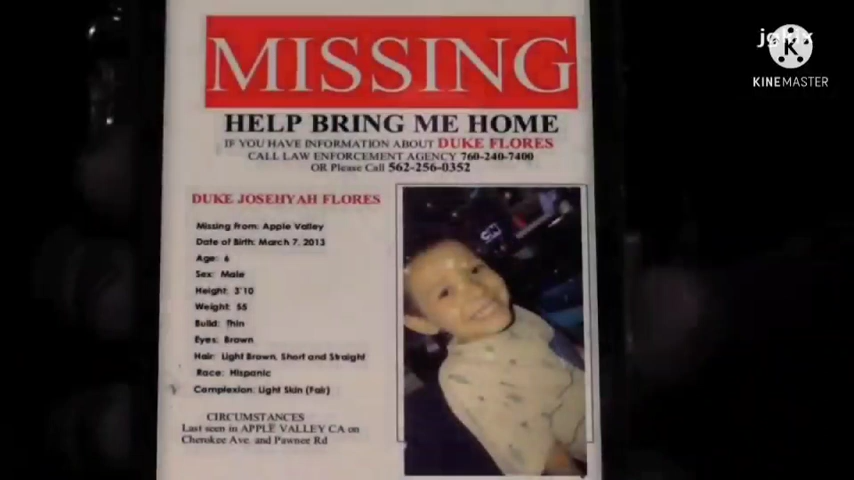 MISSING
HELP BRING ME HOME
IF YOU HAVE INFORMATION ABOUT DUKE FLORES
CALL LAW ENFORCEMENT AGENCY 760-240-7400
OR Please Call 562-256-0352
DUKE JOSEHYAH FLORES
Missing from: Apple Valley
Date of Birth: March 7, 2013
Age: 6
Sex: Male
Height: 3'10
Weight: 55
Build: Thin
Eyes: Brown
Hair: Light Brown, Short and Straight
Race: Hispanic
Complexion: Light Skin (Fair)
CIRCUMSTANCES
Last seen in APPLE VALLEY CA on
Cherokee Ave. and Pawnee Rd
K
KINEMASTER